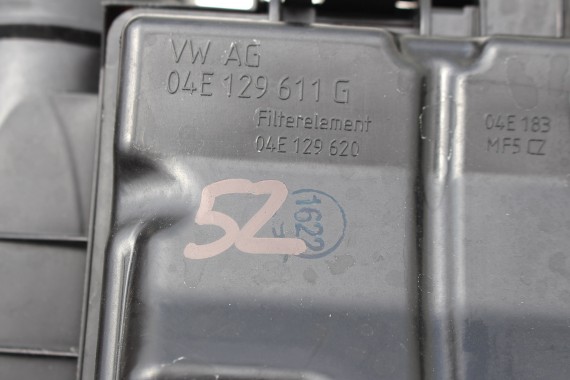 VW AG
04E 129 611 G
Filterelement
04E 129 620
04E 183
MF5 CZ
52
1622